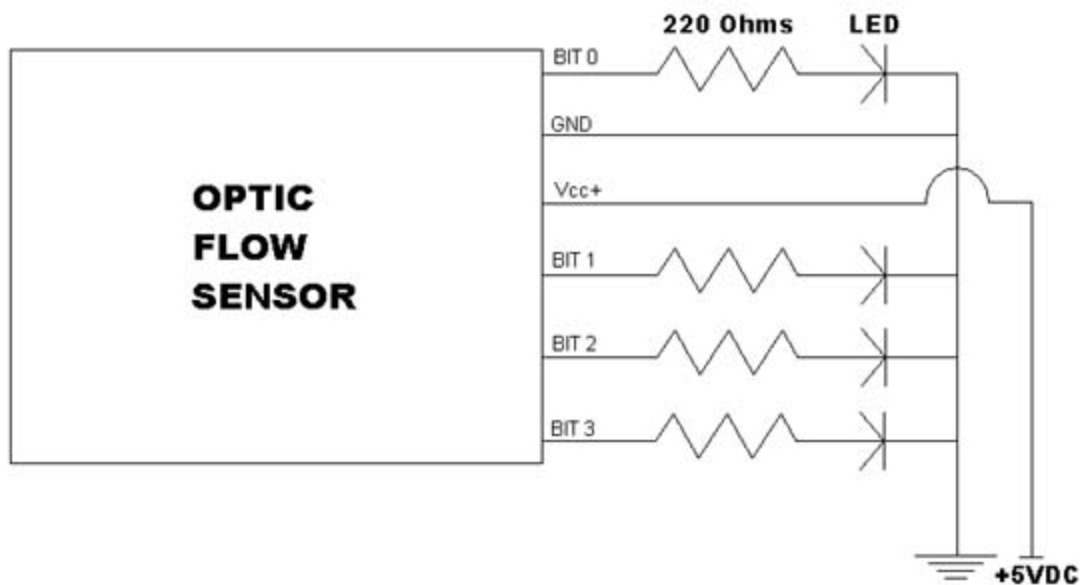 220 Ohms LED
BIT 0
GND
Vcc+
OPTIC
FLOW
SENSOR
BIT 1
BIT 2
BIT 3
+5VDC